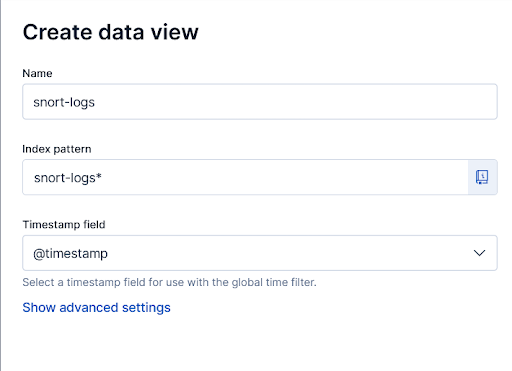 Create data view
Name
snort-logs
Index pattern
snort-logs*
Timestamp field
@timestamp
Select a timestamp field for use with the global time filter.
Show advanced settings